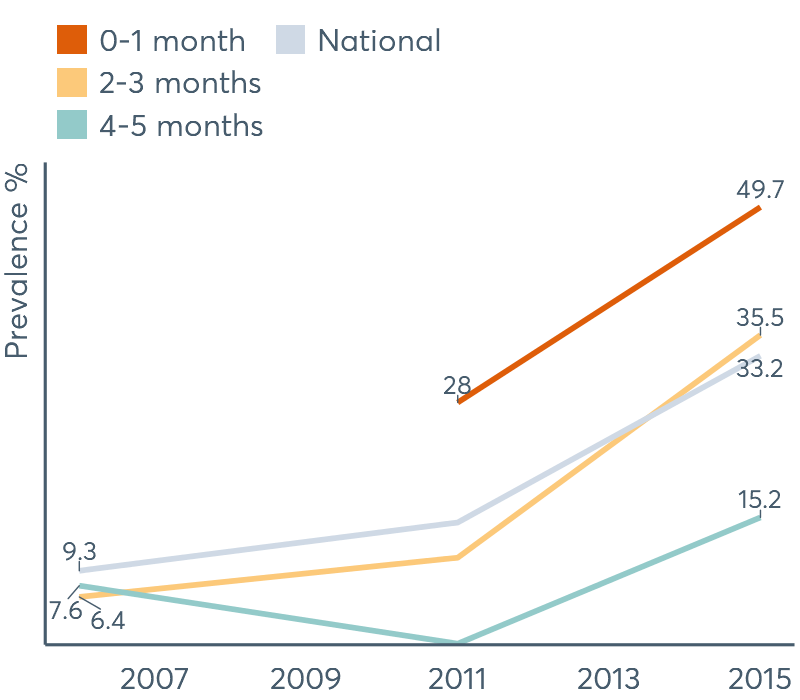 0-1 month
National
2-3 months
4-5 months
Prevalence %
49.7
35.5
33.2
28
15.2
9.3
7.6
6.4
2007
2009
2011
2013
2015